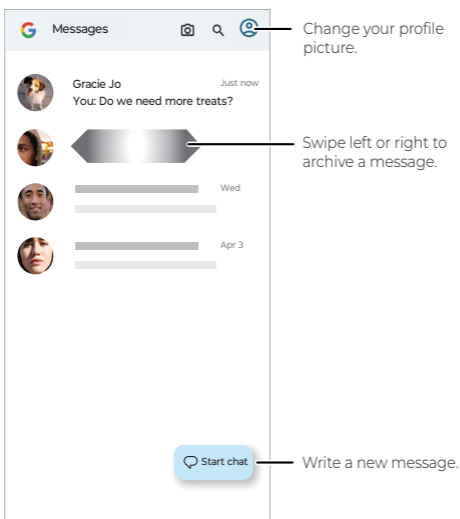 Messages
Gracie Jo
Just now
You: Do we need more treats?
Wed
Apr 3
Start chat
Change your profile
picture.
Swipe left or right to
archive a message.
Write a new message.